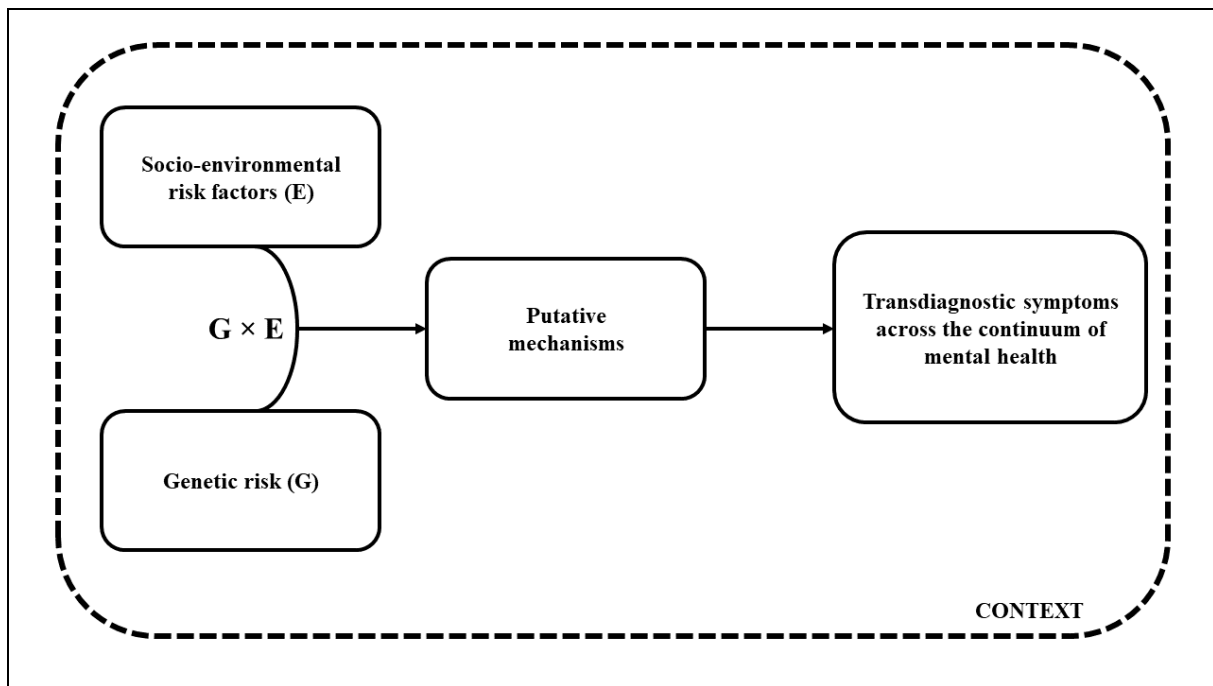 Socio-environmental
risk factors (E)
G × E
Genetic risk (G)
Putative
mechanisms
Transdiagnostic symptoms
across the continuum of
mental health
CONTEXT